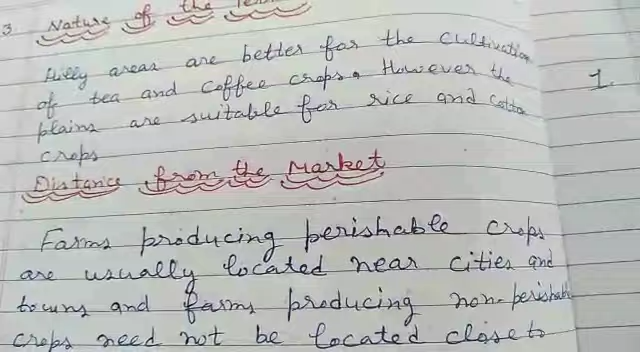 3. Nature of the
Hilly areas are better for the cultivation
of tea and coffee crops. However the
plains are suitable for rice and cotton
crops
Distance from the Market
Farms producing perishable crops
are usually located near cities and
towns and farms producing non-perishable
crops need not be located close to
1.